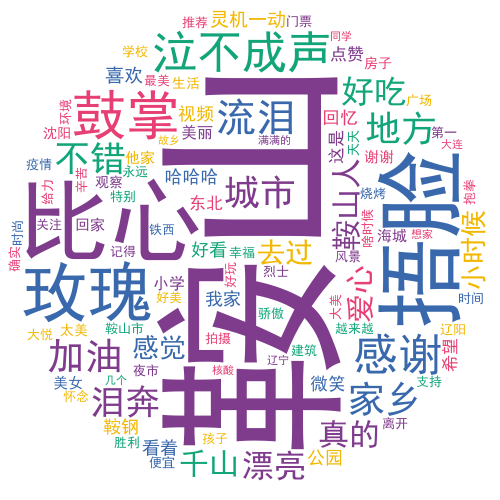 推荐
同学
灵机一动
门票
学校
泣不成声
点赞
房子
喜欢
最美
生活
好吃
广场
鼓掌
视频
流泪
回忆
地方
第一
沈阳
环境
美丽
满满的
这是
天天
大连
故乡
不错
他家
谢谢
疫情
永远
哈哈哈
城市
人
鞍山
鞍山
捂脸
抱拳
给力
辛苦
观察
特别
东北
烧烤
比心
关注
回家
铁西
啥时候
海城
想家
小时候
时尚
确实
记得
好看
幸福
去过
风景
爱心
玫瑰
小学
好美
我家
好玩
烈士
大美
时间
大悦
太美
鞍山市
骄傲
越来越
辽阳
感觉
拍摄
建筑
感谢
希望
加油
夜市
辽宁
支持
美女
几个
核酸
微笑
家乡
怀念
泪奔
鞍钢
孩子
真的
离开
胜利
看着
便宜
千山
漂亮
公园